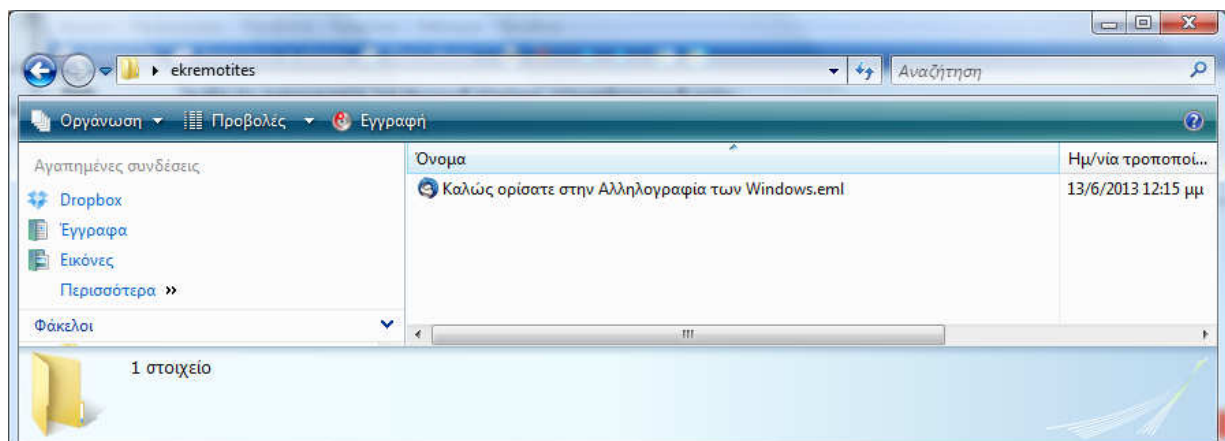 ekremotites
Αναζήτηση
Οργάνωση Προβολές Εγγραφή
Αγαπημένες συνδέσεις
Dropbox
Έγγραφα
Εικόνες
Περισσότερα »
Φάκελοι
Όνομα Ημ/νία τροποποί...
Καλώς ορίσατε στην Αλληλογραφία των Windows.eml 13/6/2013 12:15 μμ
1 στοιχείο